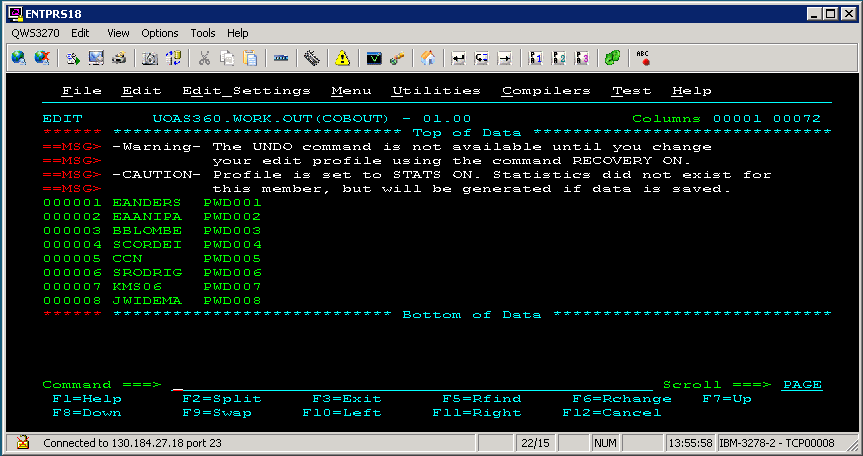 ENTPRS18
QWS3270 Edit View Options Tools Help
1 2 3
ABC
File Edit Edit_Settings Menu Utilities Compilers Test Help
EDIT UOAS360.WORK.OUT(COBOUT) - 01.00 Columns 00001 00072
****** **************************** Top of Data ******************************
==MSG> -Warning- The UNDO command is not available until you change
==MSG> your edit profile using the command RECOVERY ON.
==MSG> -CAUTION- Profile is set to STATS ON. Statistics did not exist for
==MSG> this member, but will be generated if data is saved.
000001 EANDERS PWD001
000002 EAANIPA PWD002
000003 BBLOMBE PWD003
000004 SCORDEI PWD004
000005 CCN PWD005
000006 SRODRIG PWD006
000007 KMS06 PWD007
000008 JWIDEMA PWD008
****** **************************** Bottom of Data ****************************
Command ===> _ Scroll ===> PAGE
F1=Help F2=Split F3=Exit F5=Rfind F6=Rchange F7=Up
F8=Down F9=Swap F10=Left F11=Right F12=Cancel
Connected to 130.184.27.18 port 23 22/15 NUM 13:55:58 IBM-3278-2 - TCP00008